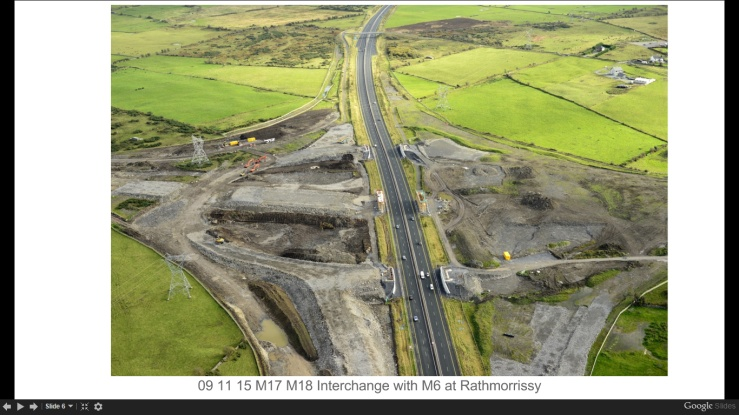 09 11 15 M17 M18 Interchange with M6 at Rathmorrissy
Slide 6
Google Slides